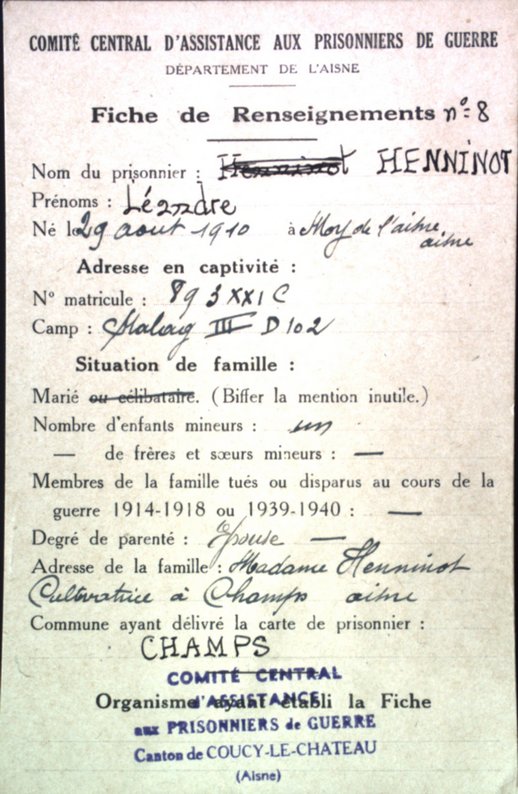 COMITÉ CENTRAL D'ASSISTANCE AUX PRISONNIERS DE GUERRE
DÉPARTEMENT DE L'AISNE
Fiche de Renseignements nº 8
Nom du prisonnier : Henninot HENNINOT
Prénoms : Léandre
Né le 29 aout 1910 à Moy de l'aisne
aisne
Adresse en captivité :
Nº matricule : 893 XXI C
Camp : Stalag III D 102
Situation de famille :
Marié ou célibataire. (Biffer la mention inutile.)
Nombre d'enfants mineurs : un
— de frères et sœurs mineurs : —
Membres de la famille tués ou disparus au cours de la
guerre 1914-1918 ou 1939-1940 : —
Degré de parenté : Épouse —
Adresse de la famille : Madame Henninot
Cultivatrice à Champs aisne
Commune ayant délivré la carte de prisonnier :
CHAMPS
COMITÉ CENTRAL
Organisme ayant établi la Fiche
d'ASSISTANCE
aux PRISONNIERS de GUERRE
Canton de COUCY-LE-CHATEAU
(Aisne)